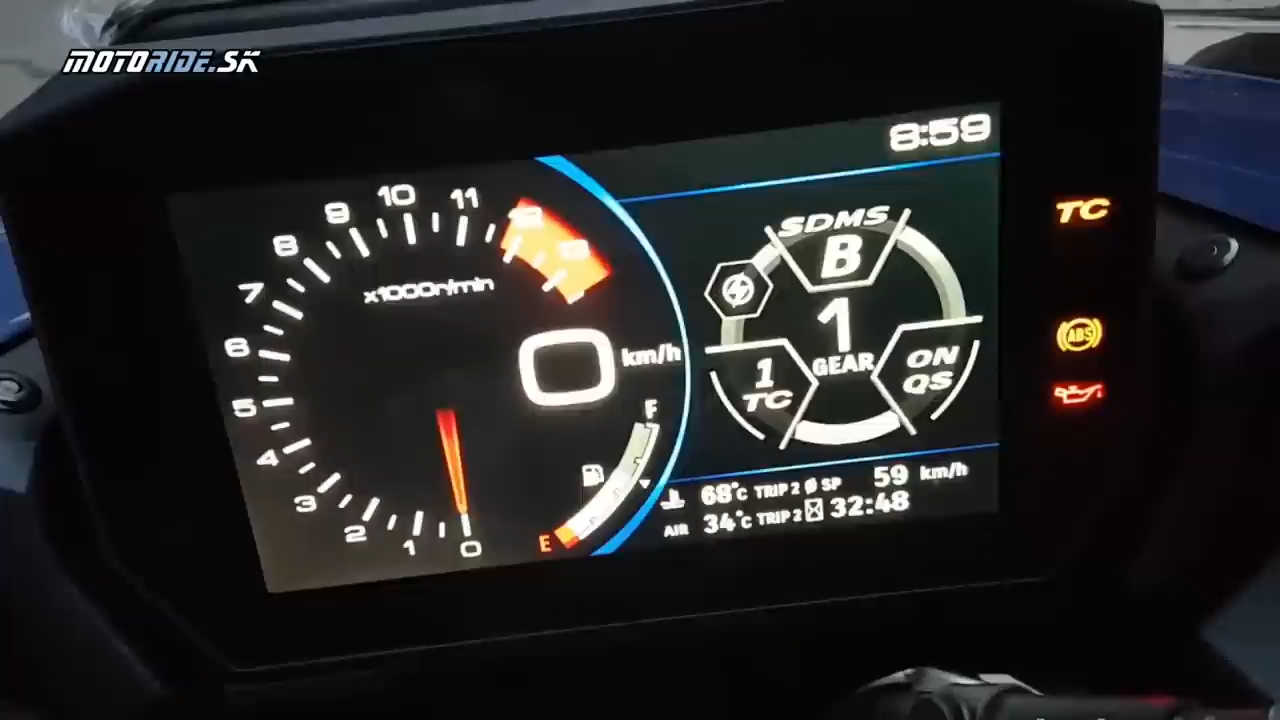 MOTORIDE.SK
8:59
TC
ABS
SDMS
B
1
GEAR
1
TC
ON
QS
11
10
9
8
7
6
5
4
3
2
1
0
x1000r/min
0 km/h
F
E
68°C TRIP 2 SP 59 km/h
AIR 34°C TRIP 2 32:48